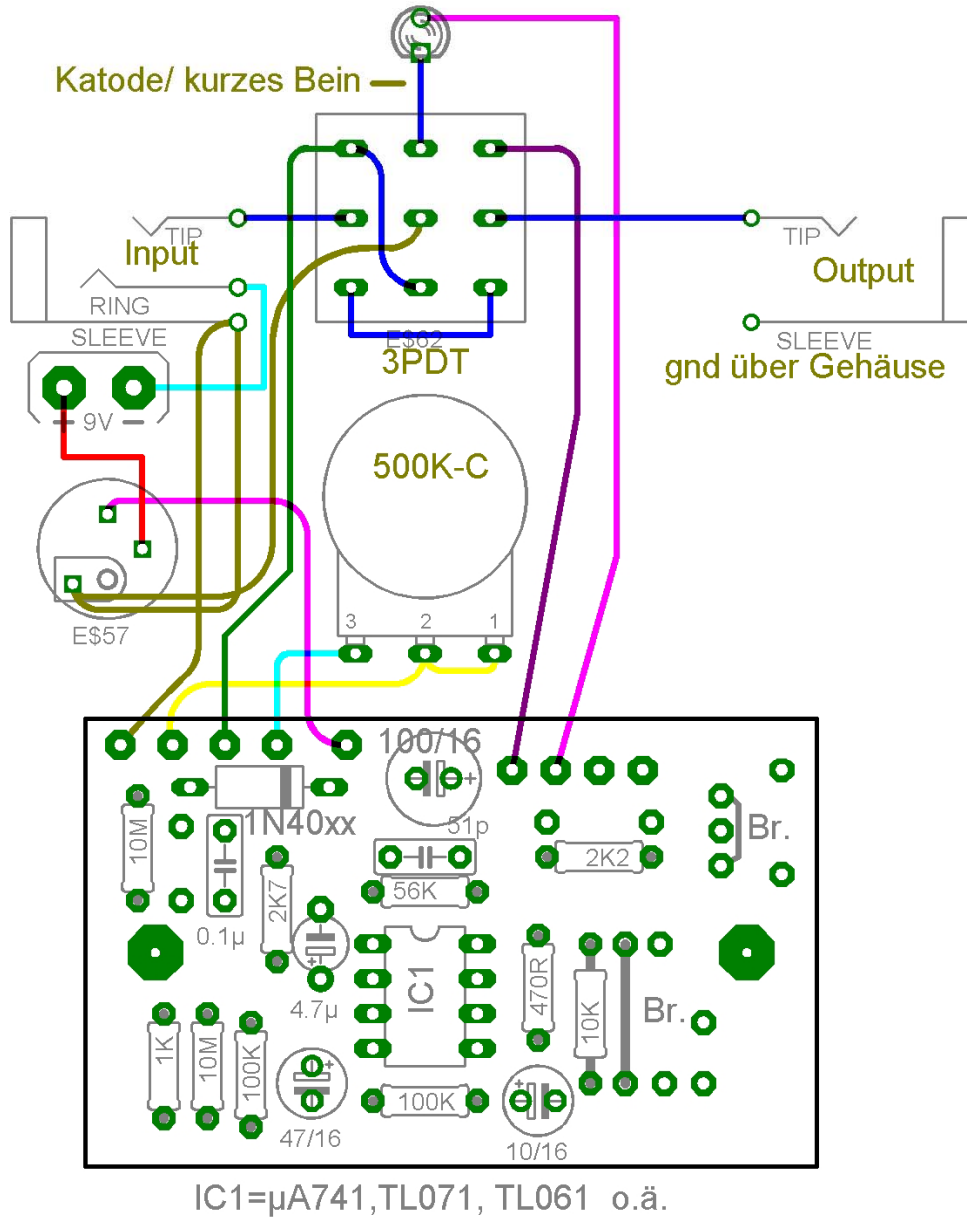 Katode/ kurzes Bein
TIP
Input
RING
SLEEVE
TIP
Output
SLEEVE
gnd über Gehäuse
E$62
3PDT
+ 9V -
500K-C
E$57
3 2 1
100/16
+
1N40xx
51p
10M
2K7
56K
2K2
Br.
0.1µ
+
4.7µ
IC1
470R
10K
Br.
1K
10M
100K
+
47/16
100K
+
10/16
IC1=µA741,TL071, TL061 o.ä.